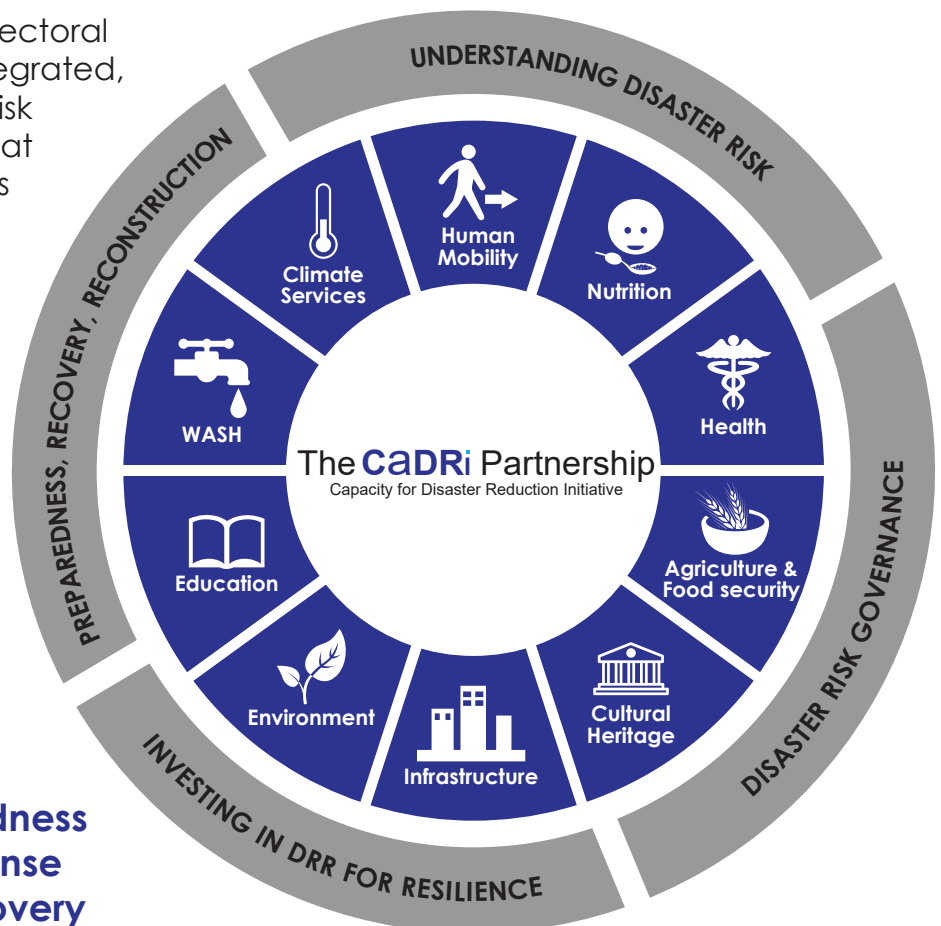 ectoral
egrated,
isk
at
s
UNDERSTANDING DISASTER RISK
DISASTER RISK GOVERNANCE
INVESTING IN DRR FOR RESILIENCE
PREPAREDNESS, RECOVERY, RECONSTRUCTION
Human
Mobility
Nutrition
Health
Agriculture &
Food security
Cultural
Heritage
Infrastructure
Environment
Education
WASH
Climate
Services
The CaDRi Partnership
Capacity for Disaster Reduction Initiative
dness
nse
overy